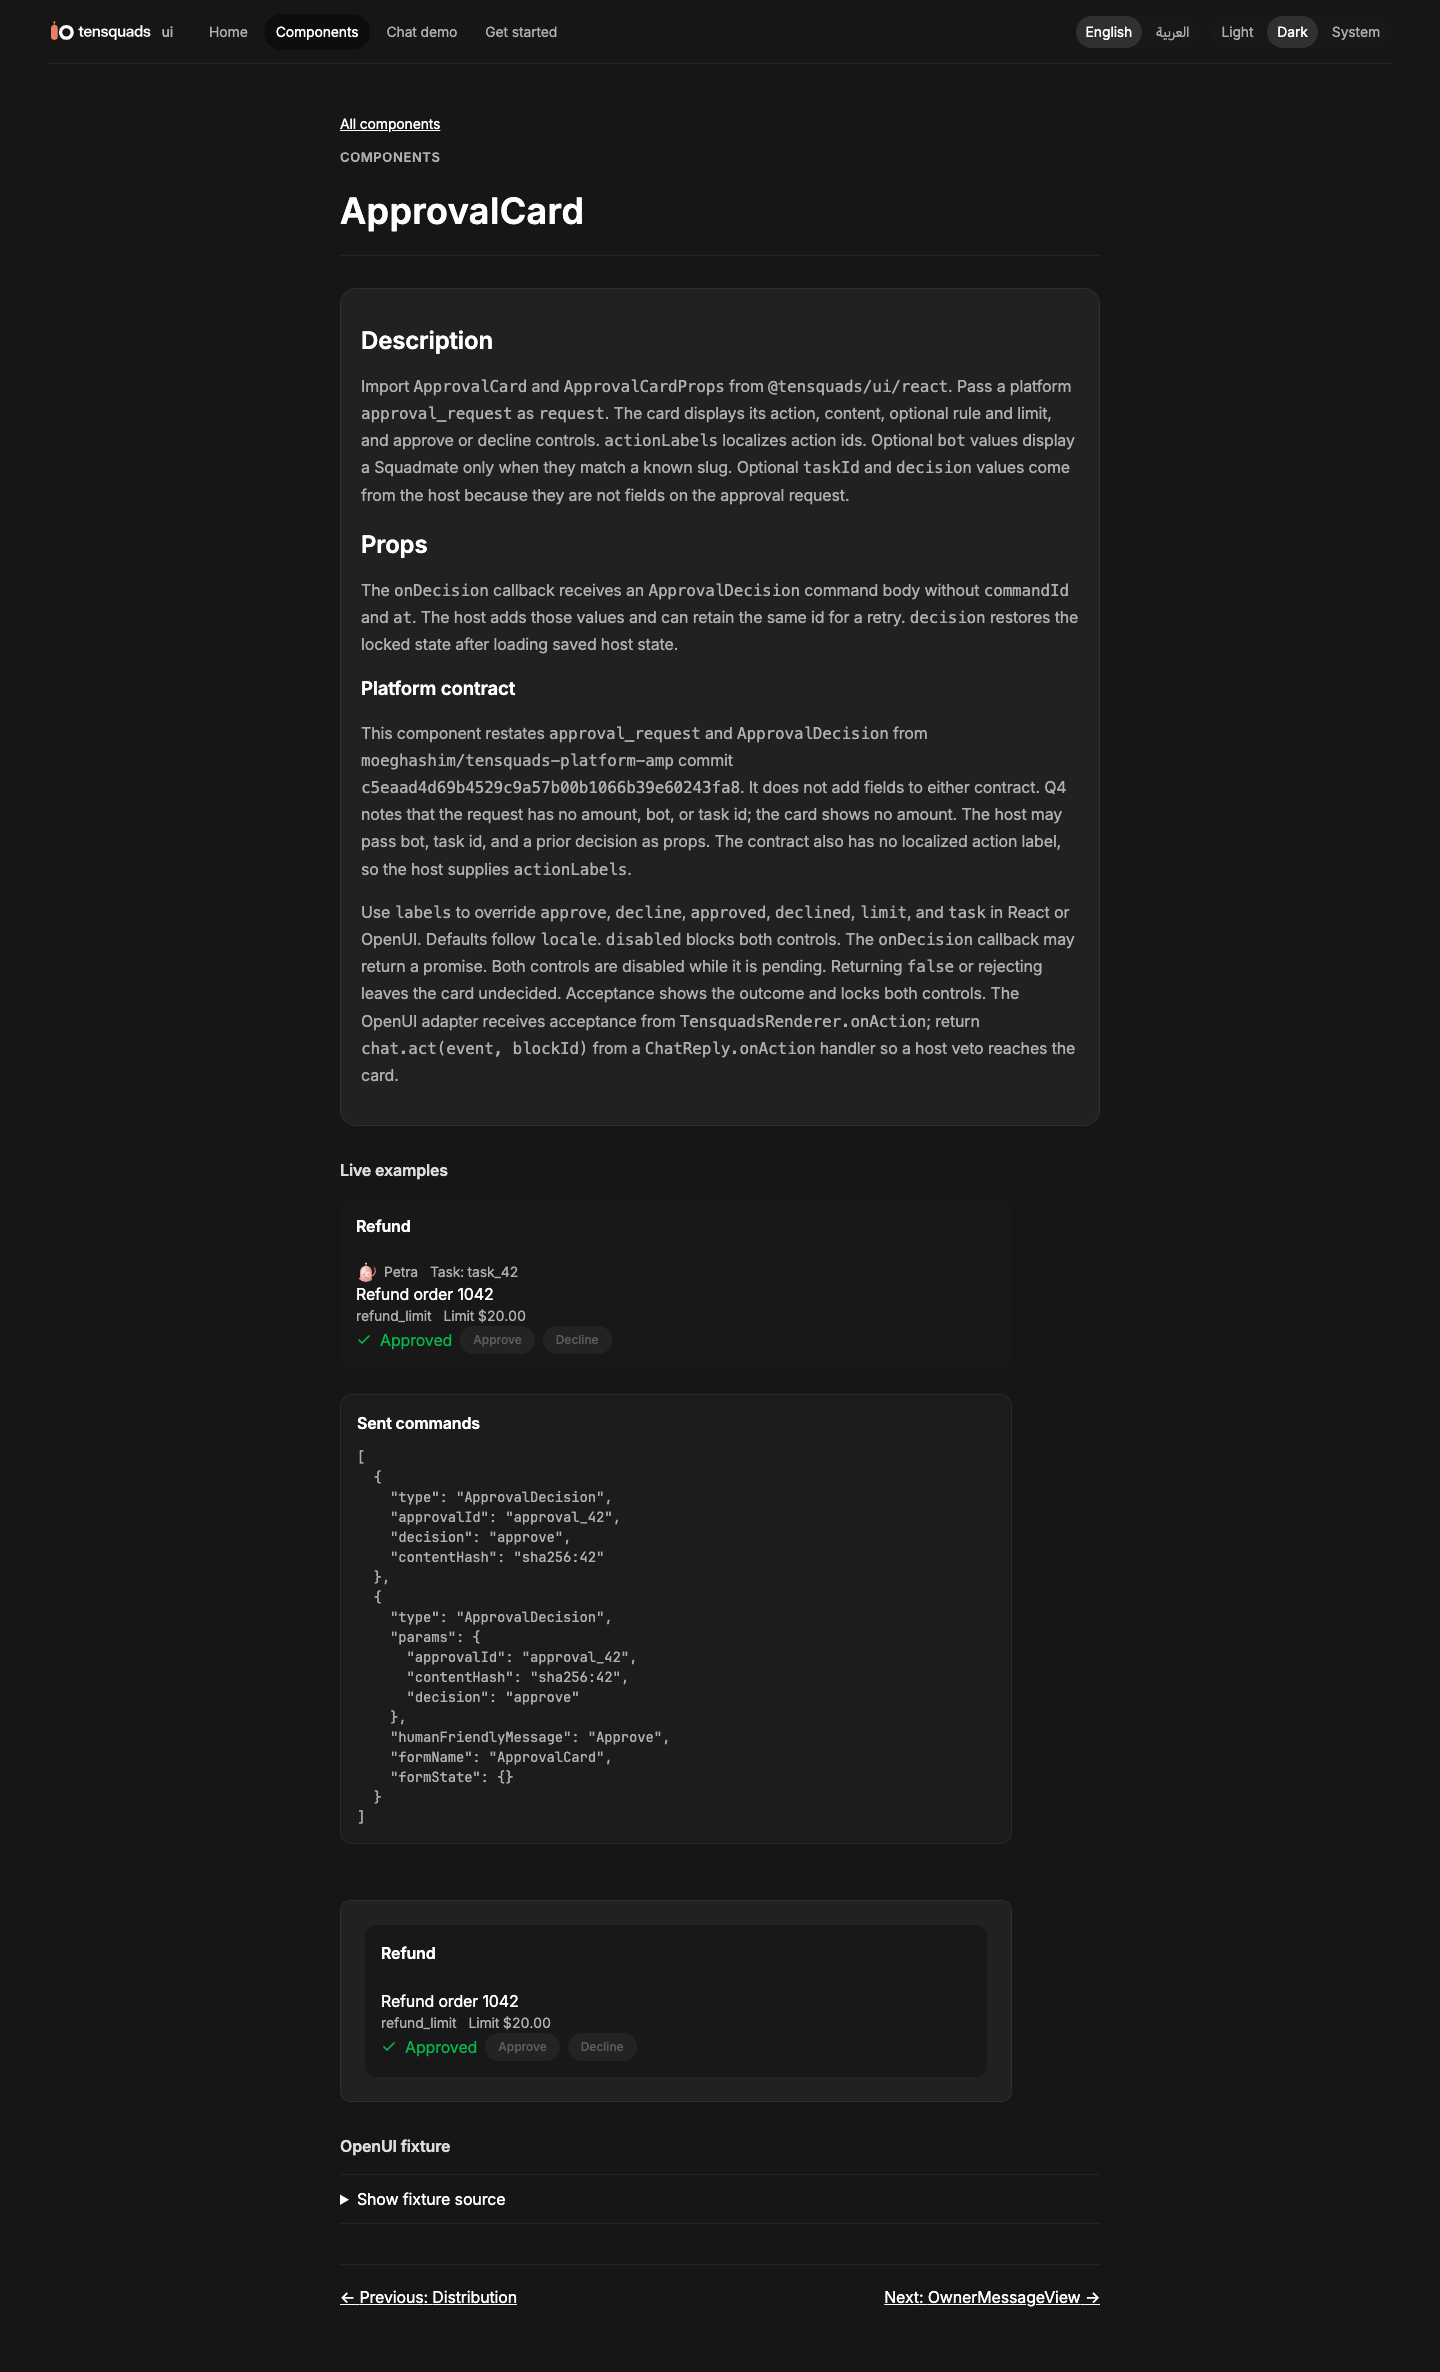 tensquads ui Home Components Chat demo Get started English العربية Light Dark System
All components
COMPONENTS
ApprovalCard
Description
Import ApprovalCard and ApprovalCardProps from @tensquads/ui/react. Pass a platform
approval_request as request. The card displays its action, content, optional rule and limit,
and approve or decline controls. actionLabels localizes action ids. Optional bot values display
a Squadmate only when they match a known slug. Optional taskId and decision values come
from the host because they are not fields on the approval request.
Props
The onDecision callback receives an ApprovalDecision command body without commandId
and at. The host adds those values and can retain the same id for a retry. decision restores the
locked state after loading saved host state.
Platform contract
This component restates approval_request and ApprovalDecision from
moeghashim/tensquads-platform-amp commit
c5eaad4d69b4529c9a57b00b1066b39e60243fa8. It does not add fields to either contract. Q4
notes that the request has no amount, bot, or task id; the card shows no amount. The host may
pass bot, task id, and a prior decision as props. The contract also has no localized action label,
so the host supplies actionLabels.
Use labels to override approve, decline, approved, declined, limit, and task in React or
OpenUI. Defaults follow locale. disabled blocks both controls. The onDecision callback may
return a promise. Both controls are disabled while it is pending. Returning false or rejecting
leaves the card undecided. Acceptance shows the outcome and locks both controls. The
OpenUI adapter receives acceptance from TensquadsRenderer.onAction; return
chat.act(event, blockId) from a ChatReply.onAction handler so a host veto reaches the
card.
Live examples
Refund
Petra Task: task_42
Refund order 1042
refund_limit Limit $20.00
Approved Approve Decline
Sent commands
[
  {
    "type": "ApprovalDecision",
    "approvalId": "approval_42",
    "decision": "approve",
    "contentHash": "sha256:42"
  },
  {
    "type": "ApprovalDecision",
    "params": {
      "approvalId": "approval_42",
      "contentHash": "sha256:42",
      "decision": "approve"
    },
    "humanFriendlyMessage": "Approve",
    "formName": "ApprovalCard",
    "formState": {}
  }
]
Refund
Refund order 1042
refund_limit Limit $20.00
Approved Approve Decline
OpenUI fixture
Show fixture source
← Previous: Distribution Next: OwnerMessageView →